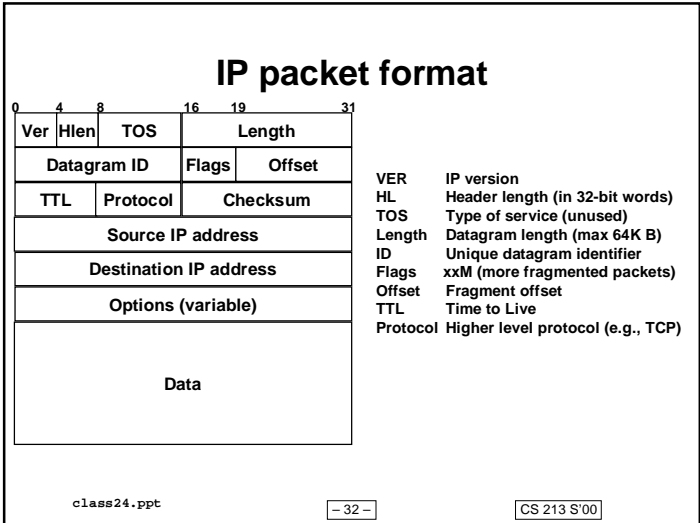 IP packet format
0 4 8 16 19 31
Ver Hlen TOS Length
Datagram ID Flags Offset
TTL Protocol Checksum
Source IP address
Destination IP address
Options (variable)
Data
VER IP version
HL Header length (in 32-bit words)
TOS Type of service (unused)
Length Datagram length (max 64K B)
ID Unique datagram identifier
Flags xxM (more fragmented packets)
Offset Fragment offset
TTL Time to Live
Protocol Higher level protocol (e.g., TCP)
class24.ppt – 32 – CS 213 S'00